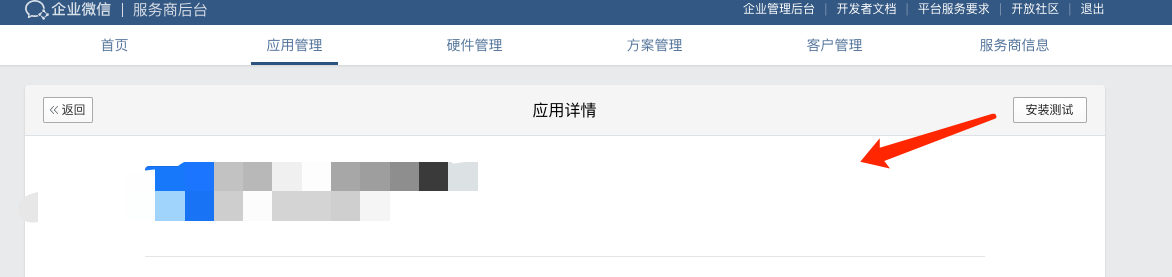 企业微信 | 服务商后台 企业管理后台 | 开发者文档 | 平台服务要求 | 开放社区 | 退出
首页 应用管理 硬件管理 方案管理 客户管理 服务商信息
« 返回 应用详情 安装测试